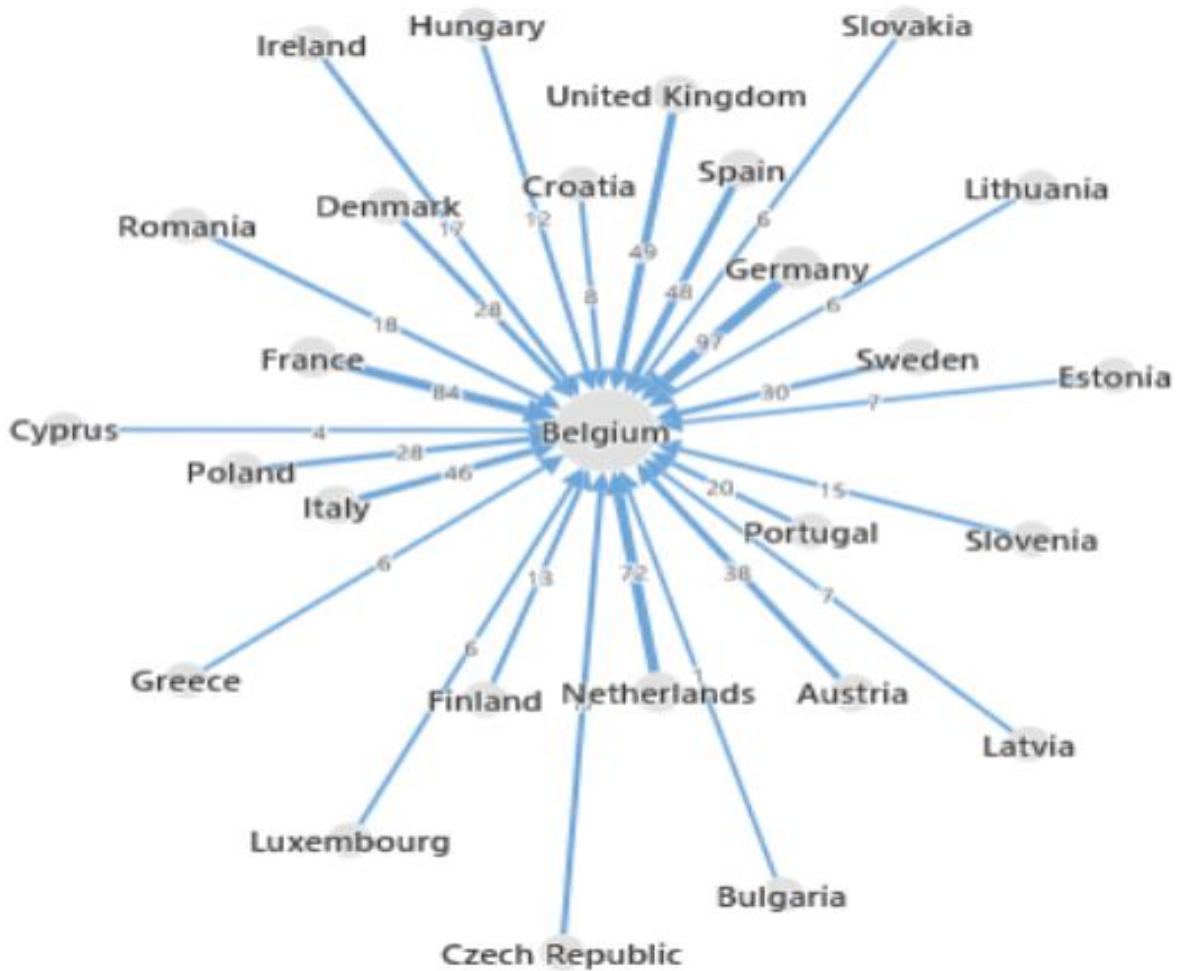 Hungary
Slovakia
Ireland
United Kingdom
Spain
Croatia
Lithuania
Denmark
Romania
17
12
6
49
Germany
48
8
6
28
18
97
France
Sweden
Estonia
84
30
7
Cyprus
4
Belgium
28
Poland
46
20
15
Italy
Portugal
Slovenia
6
13
72
38
7
6
Greece
1
Finland
Netherlands
Austria
Latvia
Luxembourg
Bulgaria
Czech Republic